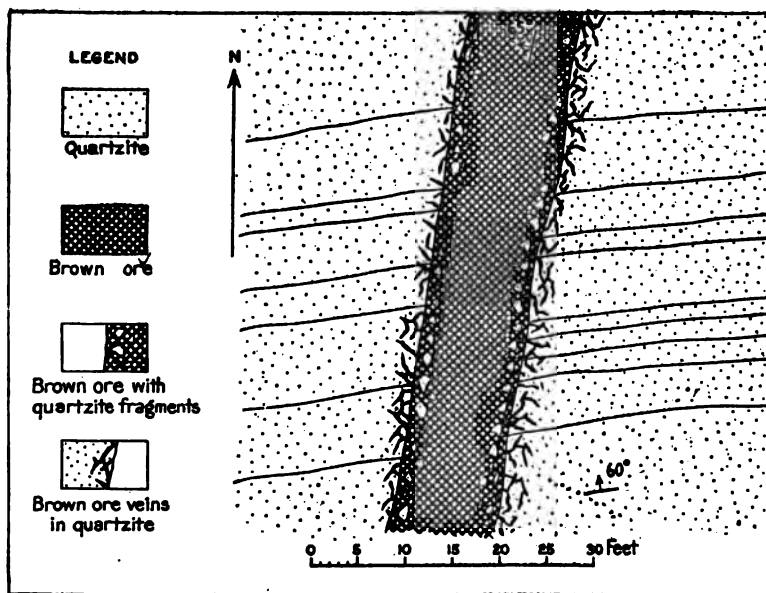 LEGEND
N
Quartzite
Brown ore
Brown ore with
quartzite fragments
Brown ore veins
in quartzite
60°
0 5 10 15 20 25 30 Feet